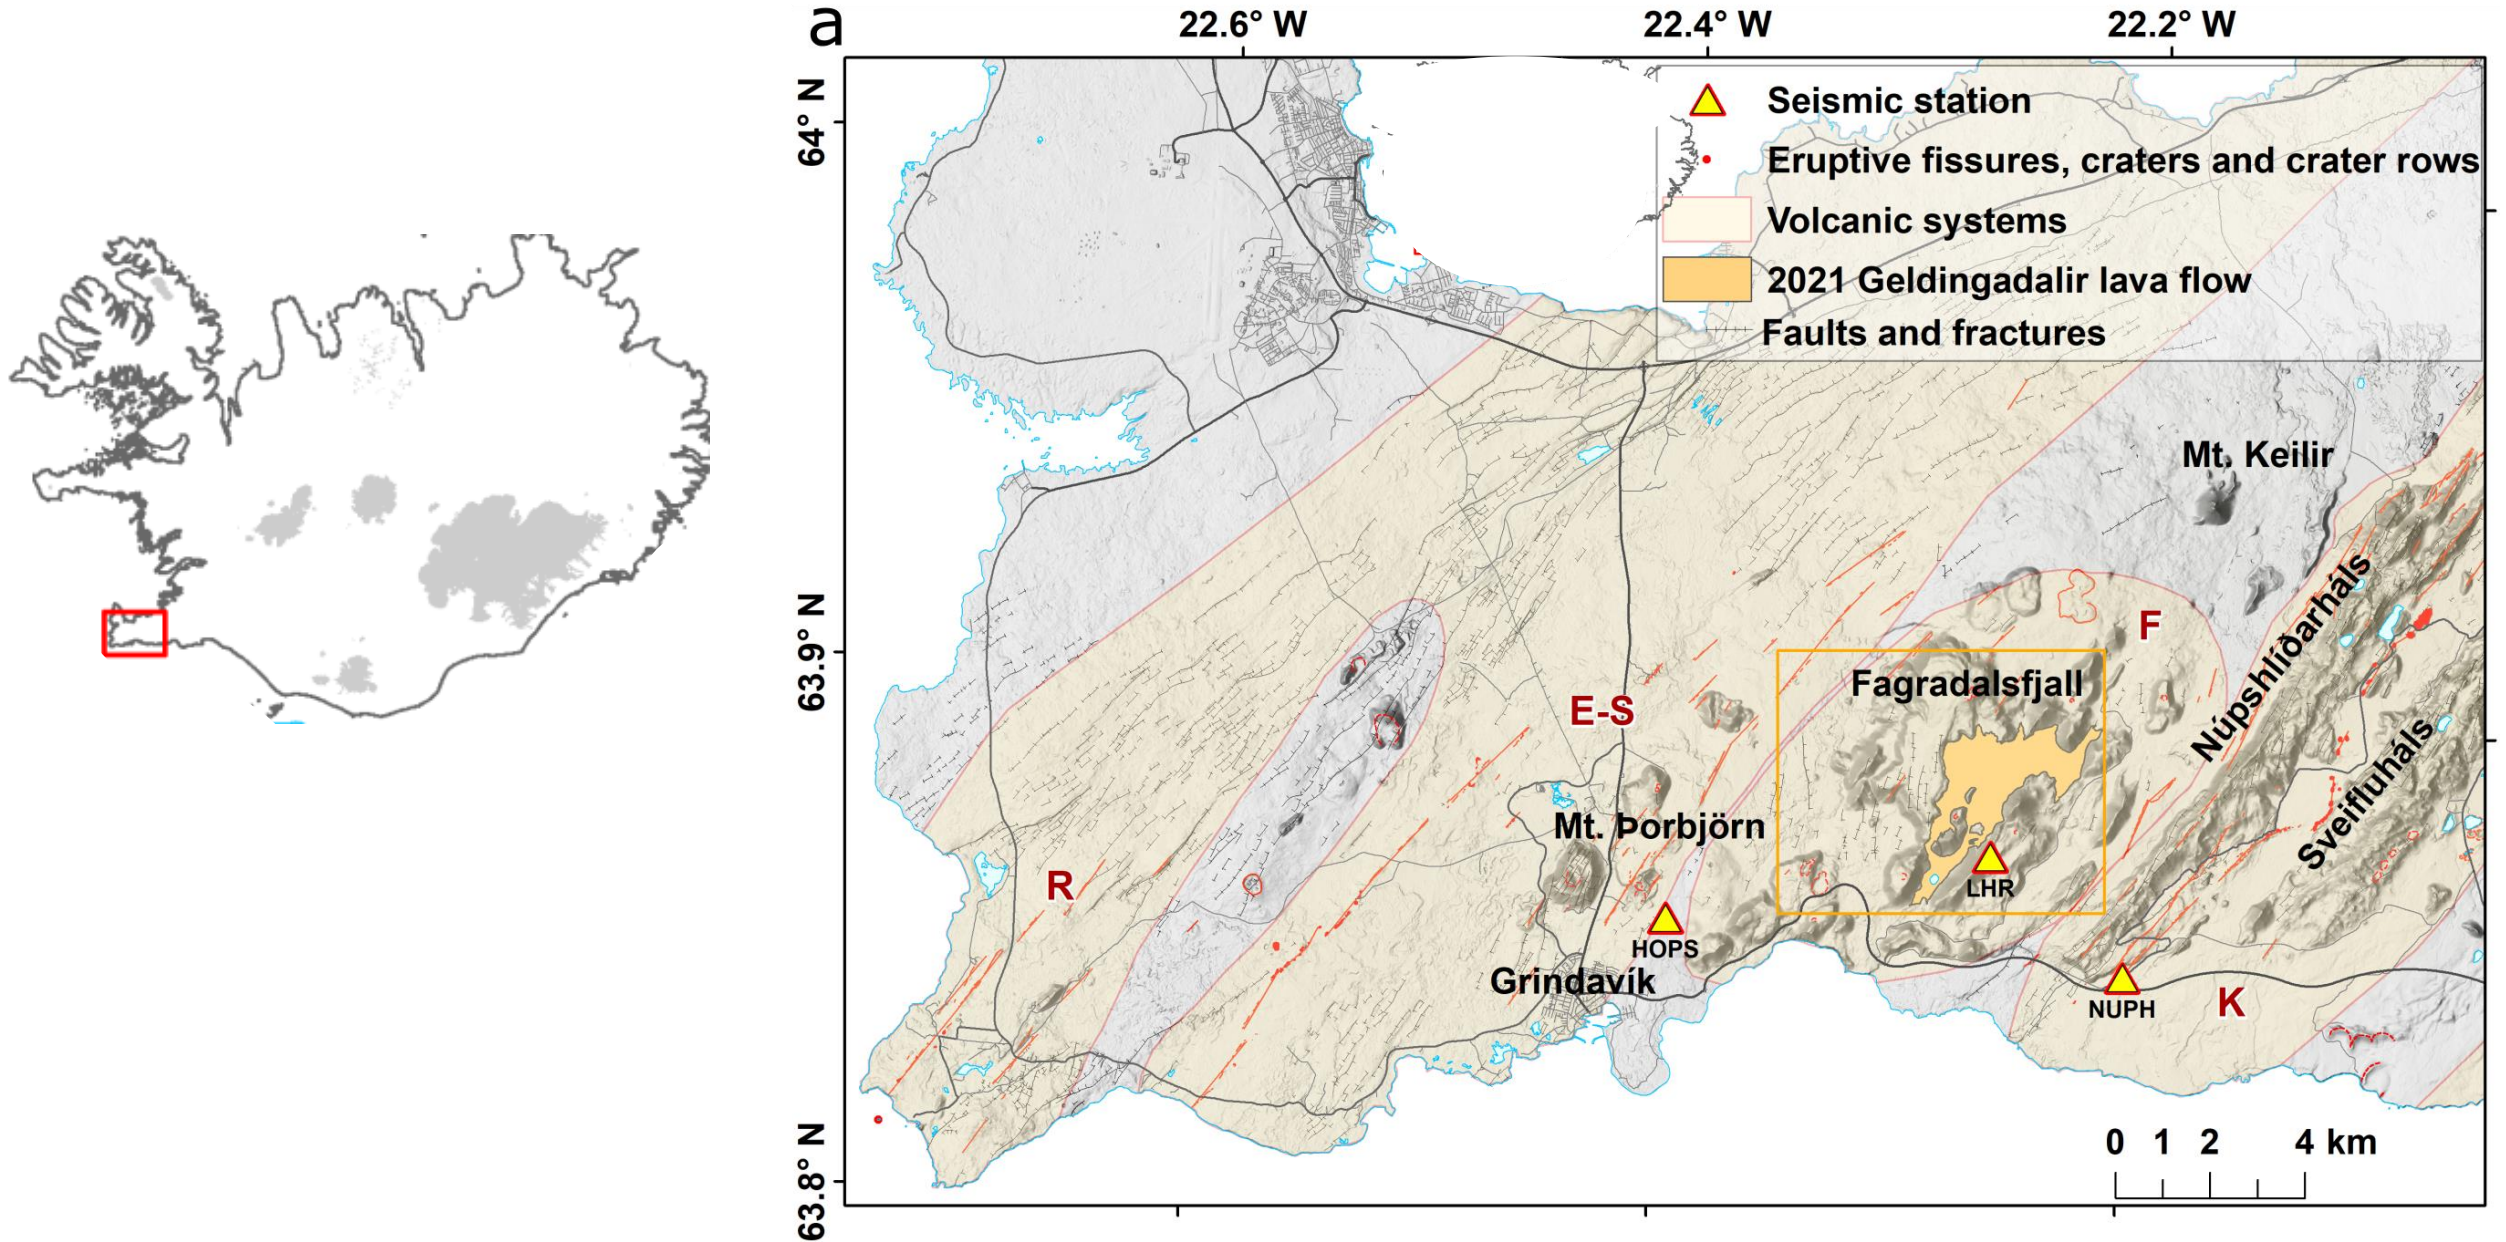 a
22.6° W
22.4° W
22.2° W
64° N
63.9° N
63.8° N
Seismic station
Eruptive fissures, craters and crater rows
Volcanic systems
2021 Geldingadalir lava flow
Faults and fractures
Mt. Keilir
Núpshlíðarháls
Sveifluháls
F
Fagradalsfjall
E-S
Mt. Þorbjörn
R
LHR
HOPS
Grindavík
NUPH
K
0 1 2 4 km